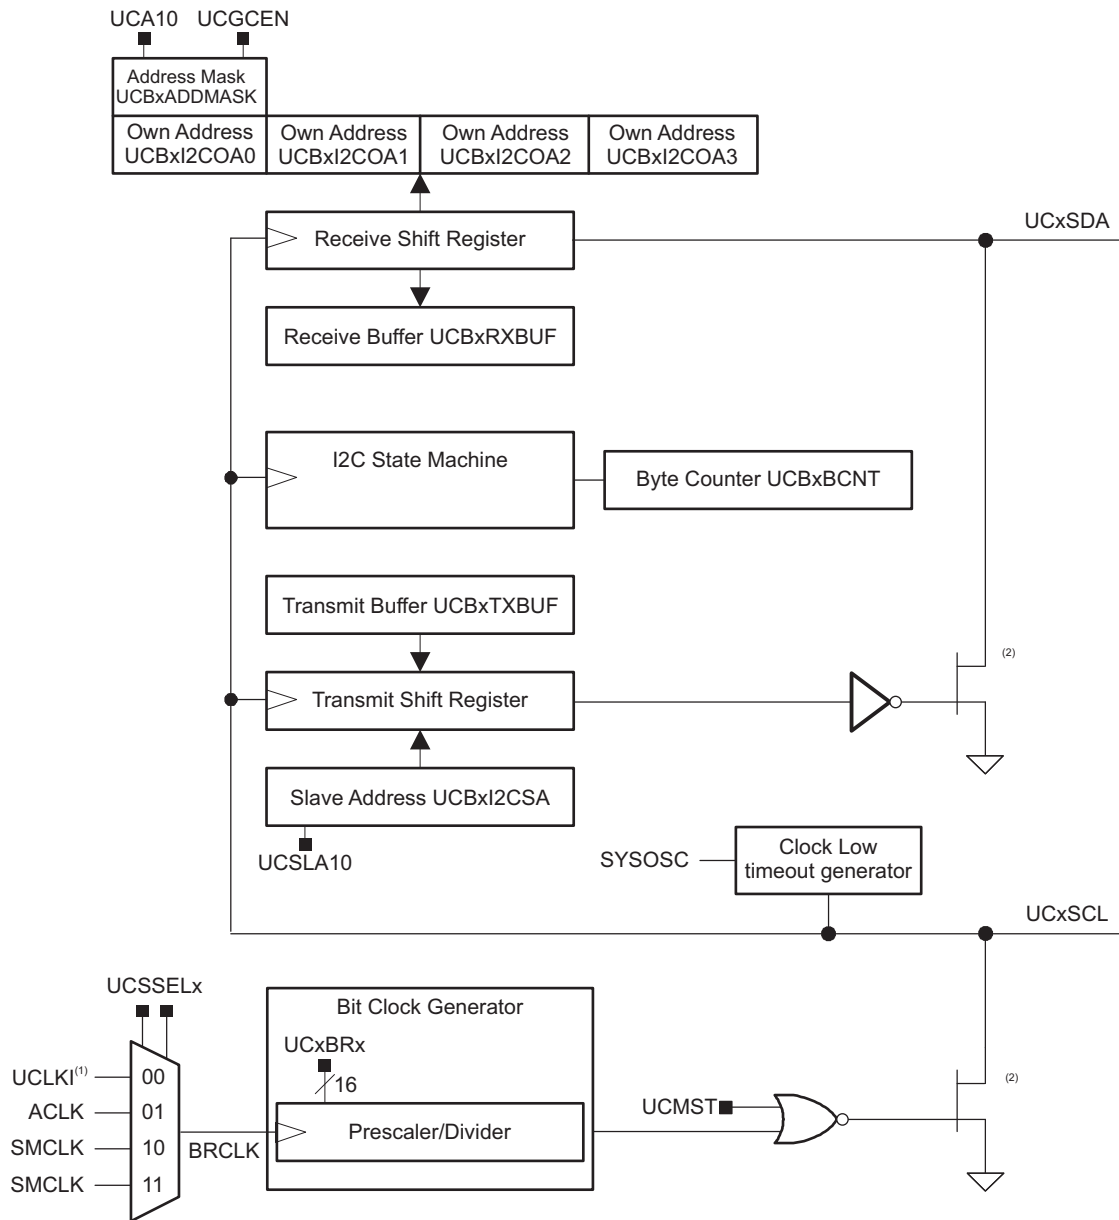 UCA10 UCGCEN
Address Mask
UCBxADDMASK
Own Address
UCBxI2COA0
Own Address
UCBxI2COA1
Own Address
UCBxI2COA2
Own Address
UCBxI2COA3
Receive Shift Register
UCxSDA
Receive Buffer UCBxRXBUF
I2C State Machine
Byte Counter UCBxBCNT
Transmit Buffer UCBxTXBUF
(2)
Transmit Shift Register
Slave Address UCBxI2CSA
UCSLA10
SYSOSC
Clock Low
timeout generator
UCxSCL
UCSSELx
Bit Clock Generator
UCxBRx
16
UCLKI(1) 00
ACLK 01
SMCLK 10
SMCLK 11
BRCLK
Prescaler/Divider
UCMST
(2)